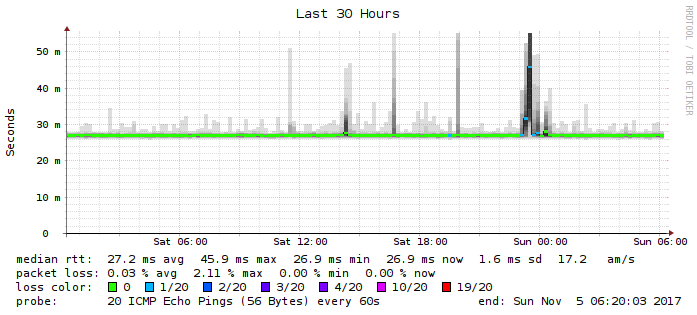 Last 30 Hours
RRDTOOL / TOBI OETIKER
Seconds
50 m
40 m
30 m
20 m
10 m
0
Sat 06:00 Sat 12:00 Sat 18:00 Sun 00:00 Sun 06:00
median rtt: 27.2 ms avg 45.9 ms max 26.9 ms min 26.9 ms now 1.6 ms sd 17.2 am/s
packet loss: 0.03 % avg 2.11 % max 0.00 % min 0.00 % now
loss color: 0 1/20 2/20 3/20 4/20 10/20 19/20
probe: 20 ICMP Echo Pings (56 Bytes) every 60s end: Sun Nov 5 06:20:03 2017